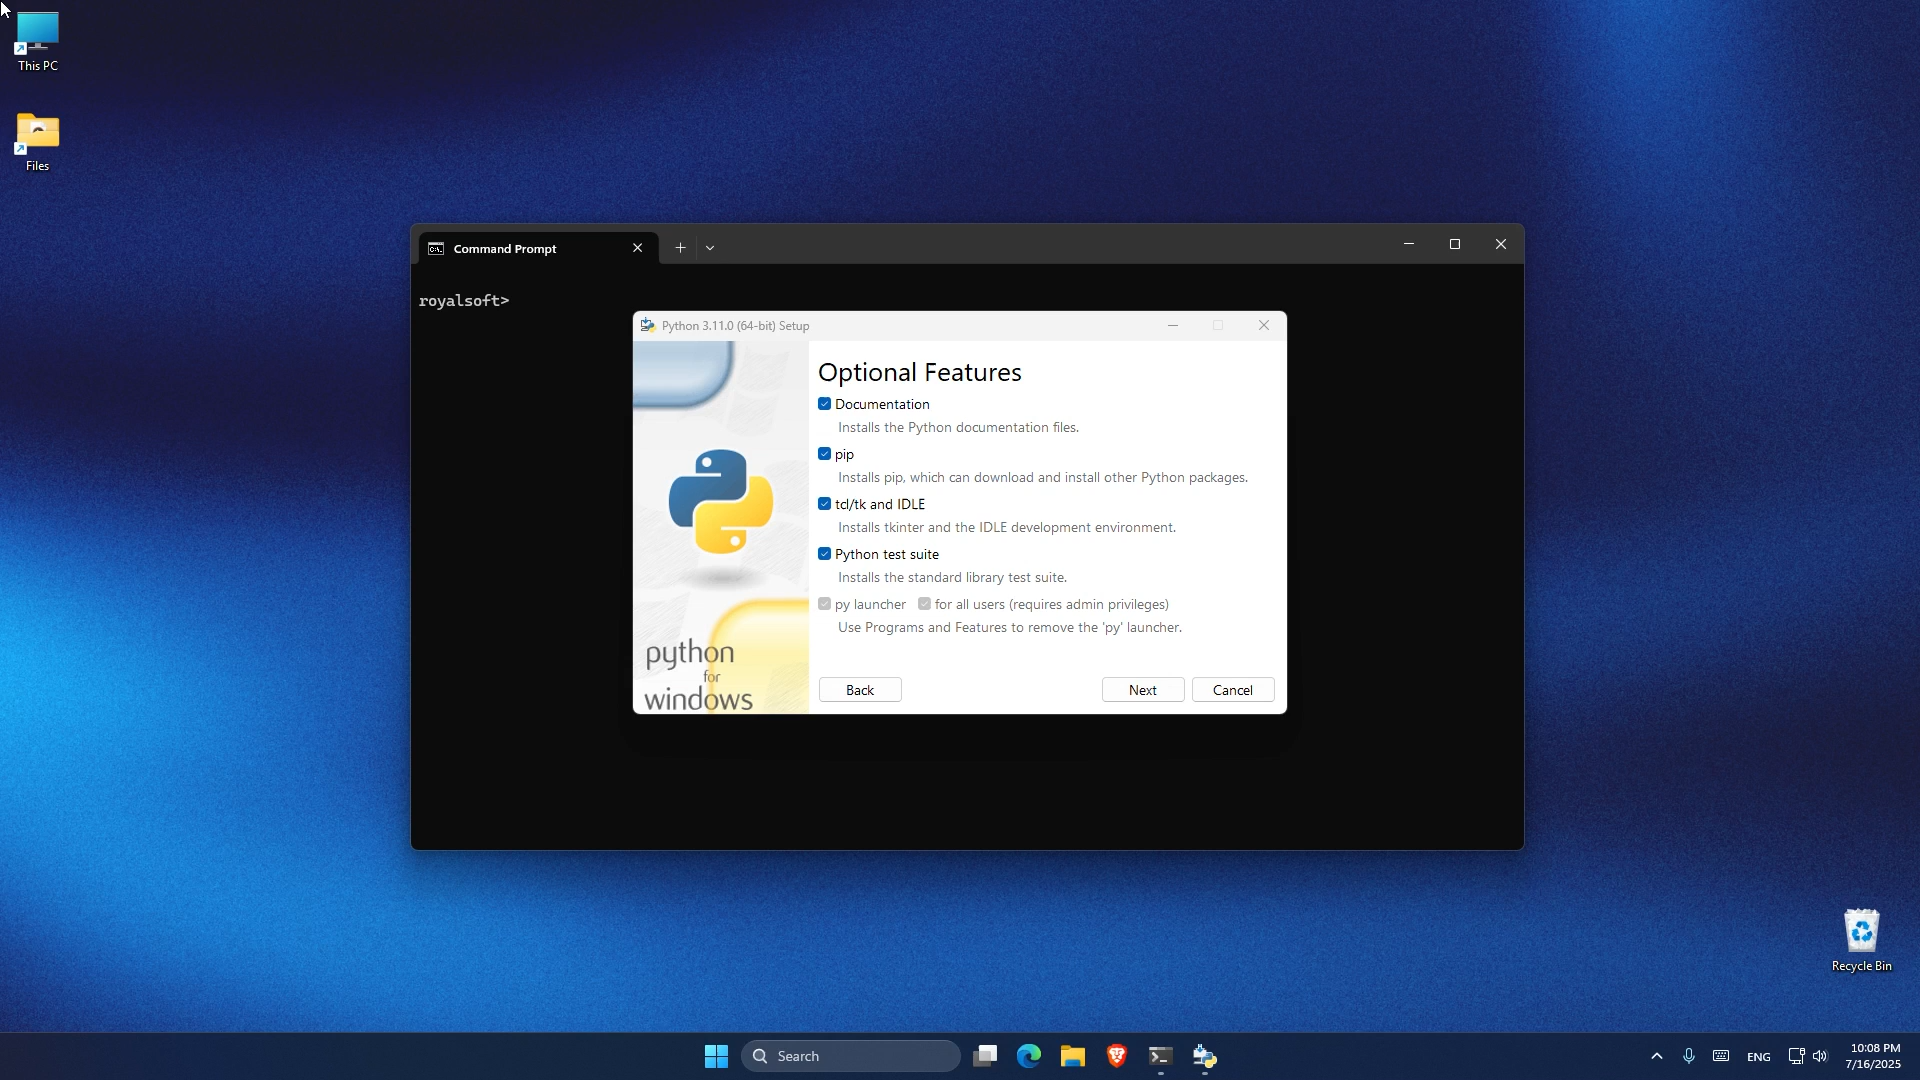 This PC
Files
Command Prompt
royalsoft>
Python 3.11.0 (64-bit) Setup
Optional Features
Documentation
Installs the Python documentation files.
pip
Installs pip, which can download and install other Python packages.
tcl/tk and IDLE
Installs tkinter and the IDLE development environment.
Python test suite
Installs the standard library test suite.
py launcher for all users (requires admin privileges)
Use Programs and Features to remove the 'py' launcher.
python
for
windows
Back Next Cancel
Recycle Bin
Search
ENG
10:08 PM
7/16/2025